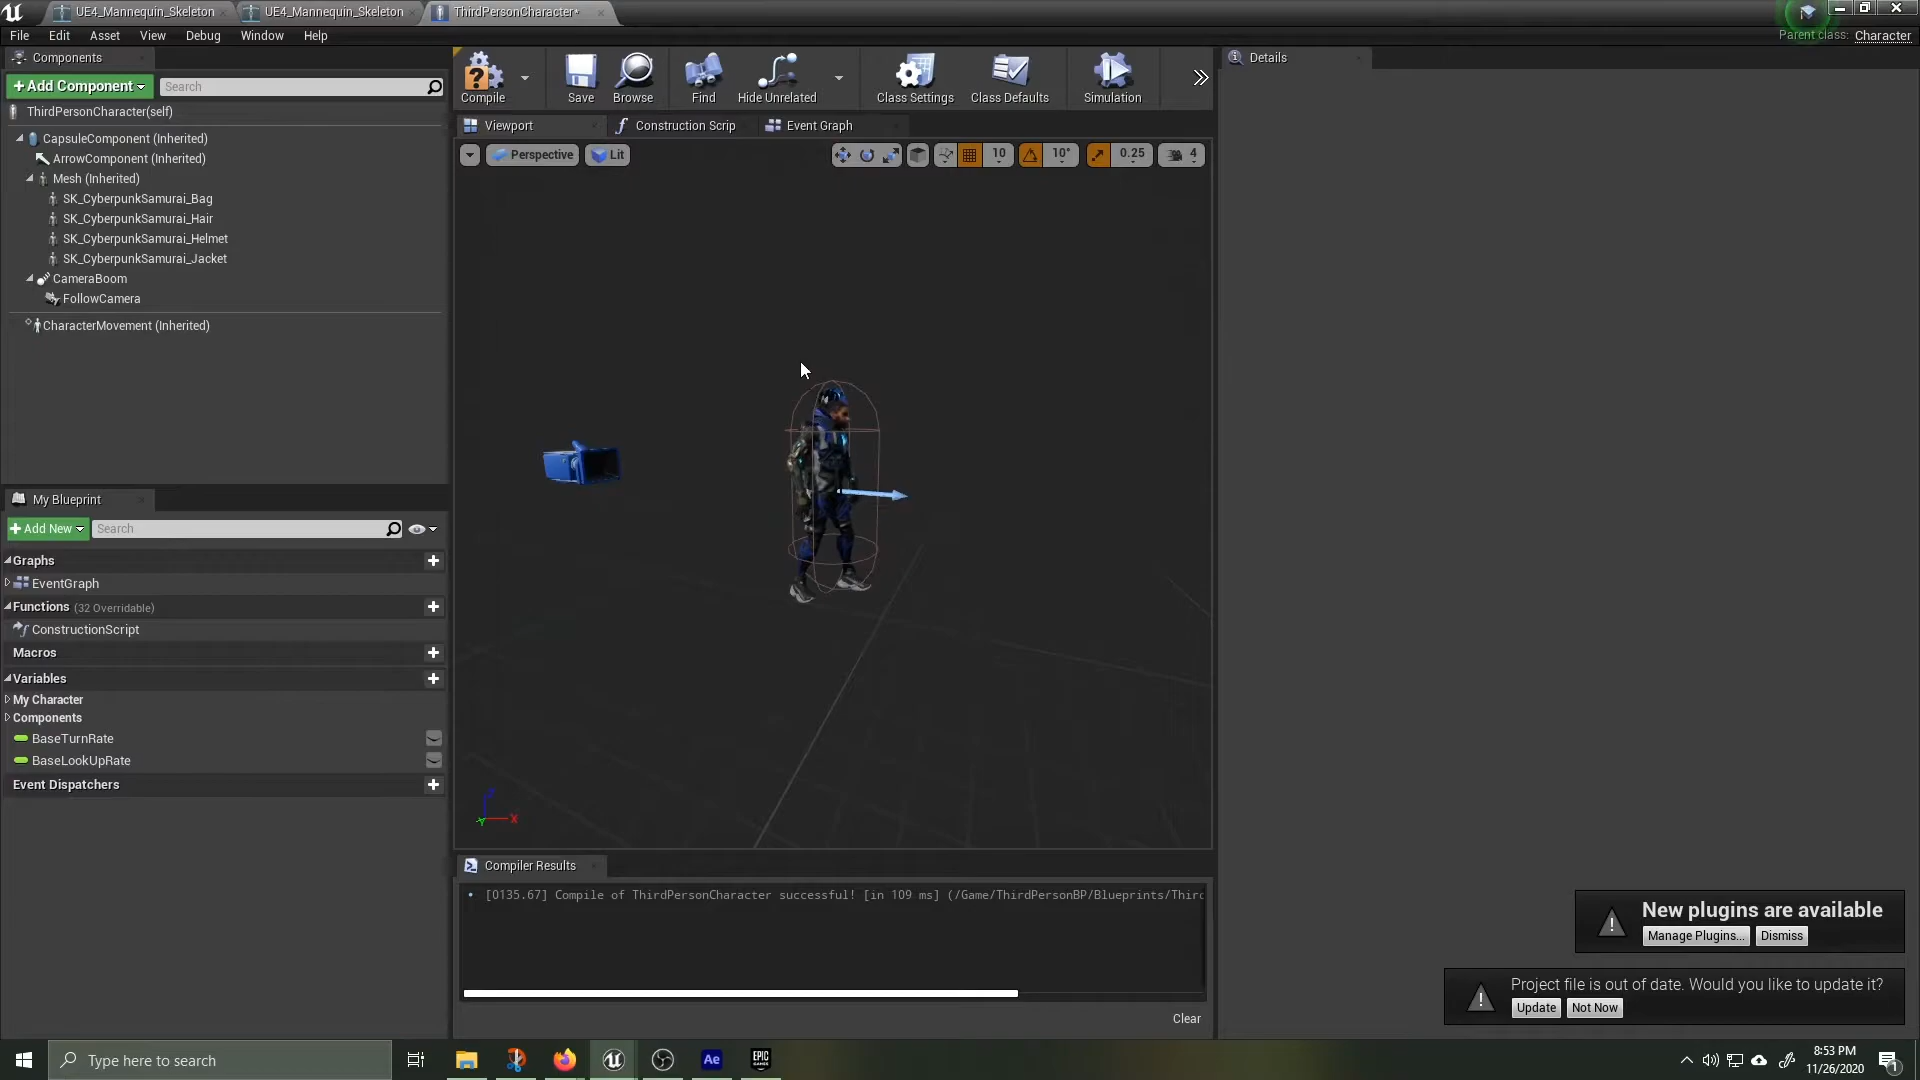 UE4_Mannequin_Skeleton
UE4_Mannequin_Skeleton
ThirdPersonCharacter*
File Edit Asset View Debug Window Help
Parent class: Character
Components
+Add Component
Search
ThirdPersonCharacter(self)
CapsuleComponent (Inherited)
ArrowComponent (Inherited)
Mesh (Inherited)
SK_CyberpunkSamurai_Bag
SK_CyberpunkSamurai_Hair
SK_CyberpunkSamurai_Helmet
SK_CyberpunkSamurai_Jacket
CameraBoom
FollowCamera
CharacterMovement (Inherited)
My Blueprint
+Add New
Search
Graphs
EventGraph
Functions (32 Overridable)
ConstructionScript
Macros
Variables
My Character
Components
BaseTurnRate
BaseLookUpRate
Event Dispatchers
Compile Save Browse Find Hide Unrelated Class Settings Class Defaults Simulation
Viewport Construction Scrip Event Graph
Perspective Lit 10 10° 0.25 4
Z
Y X
Compiler Results
[0135.67] Compile of ThirdPersonCharacter successful! [in 109 ms] (/Game/ThirdPersonBP/Blueprints/Thirc
Clear
Details
New plugins are available
Manage Plugins... Dismiss
Project file is out of date. Would you like to update it?
Update Not Now
Type here to search
Ae
EPIC
GAMES
8:53 PM
11/26/2020
1